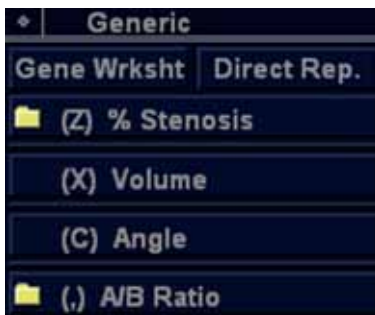 Generic
Gene Wrksht Direct Rep.
(Z) % Stenosis
(X) Volume
(C) Angle
(,) A/B Ratio